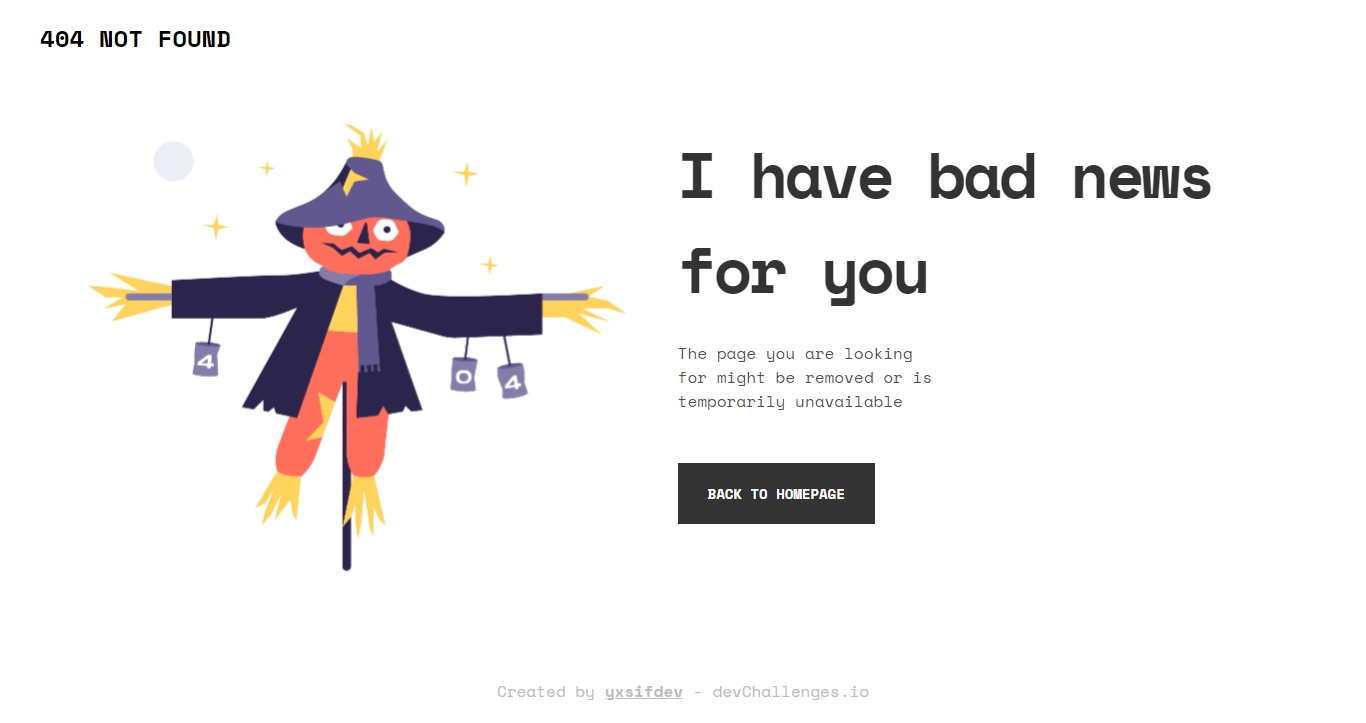 404 NOT FOUND
I have bad news
for you
The page you are looking
for might be removed or is
temporarily unavailable
4
0
4
BACK TO HOMEPAGE
Created by yxsifdev - devChallenges.io